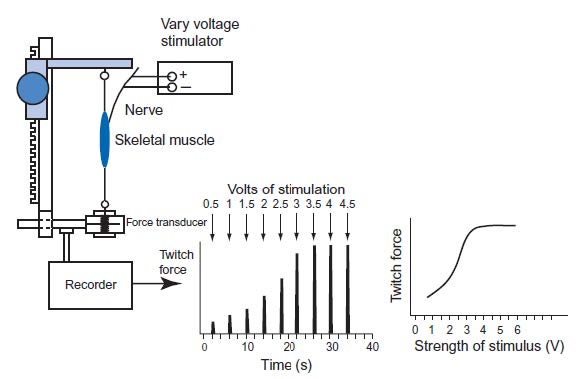 Vary voltage
stimulator
+
−
Nerve
Skeletal muscle
Force transducer
Recorder
Volts of stimulation
0.5 1 1.5 2 2.5 3 3.5 4 4.5
Twitch
force
0 10 20 30 40
Time (s)
Twitch force
0 1 2 3 4 5 6
Strength of stimulus (V)